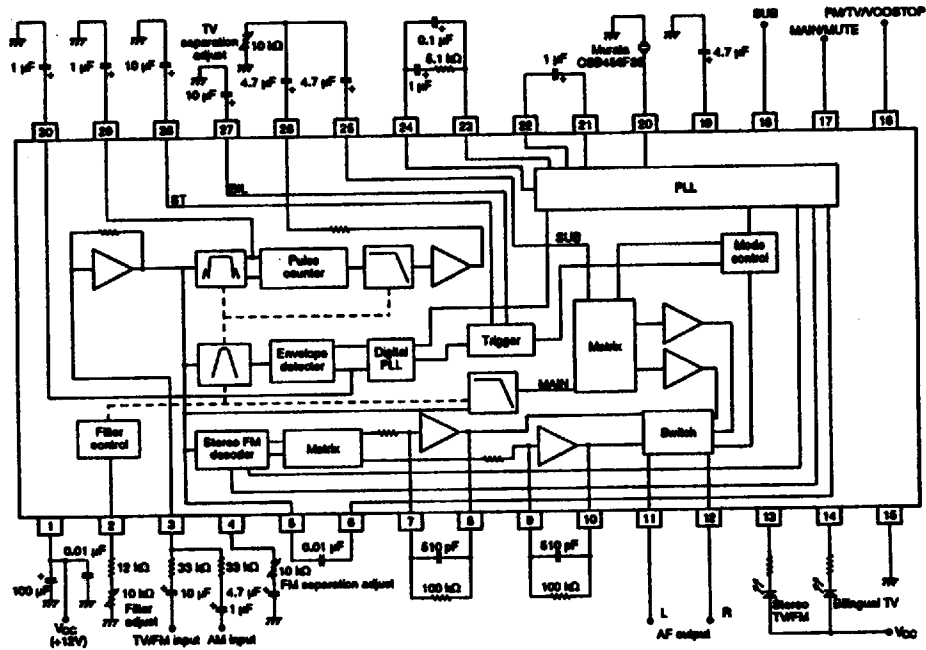 TV
separation
adjust
10 kΩ
0.1 μF
5.1 kΩ
1 μF
1 μF
1 μF
1 μF
10 μF
10 μF
4.7 μF
4.7 μF
Murata
4.7 μF
SUB
MAIN/MUTE
FM/TV/VCOSTOP
30
29
28
27
26
25
24
23
22
21
20
19
18
17
16
PLL
ST
BIL
SUB
Mode
control
Pulse
counter
Envelope
detector
Digital
PLL
Trigger
Matrix
MAIN
Filter
control
Stereo FM
decoder
Matrix
Switch
1
2
3
4
5
6
7
8
9
10
11
12
13
14
15
0.01 μF
100 μF
VCC
(+12V)
12 kΩ
10 kΩ
Filter
adjust
33 kΩ
10 μF
TV/FM input
33 kΩ
1 μF
AM input
10 kΩ
4.7 μF
FM separation adjust
0.01 μF
510 pF
100 kΩ
510 pF
100 kΩ
L
R
AF output
Stereo
TV/FM
Bilingual TV
VCC